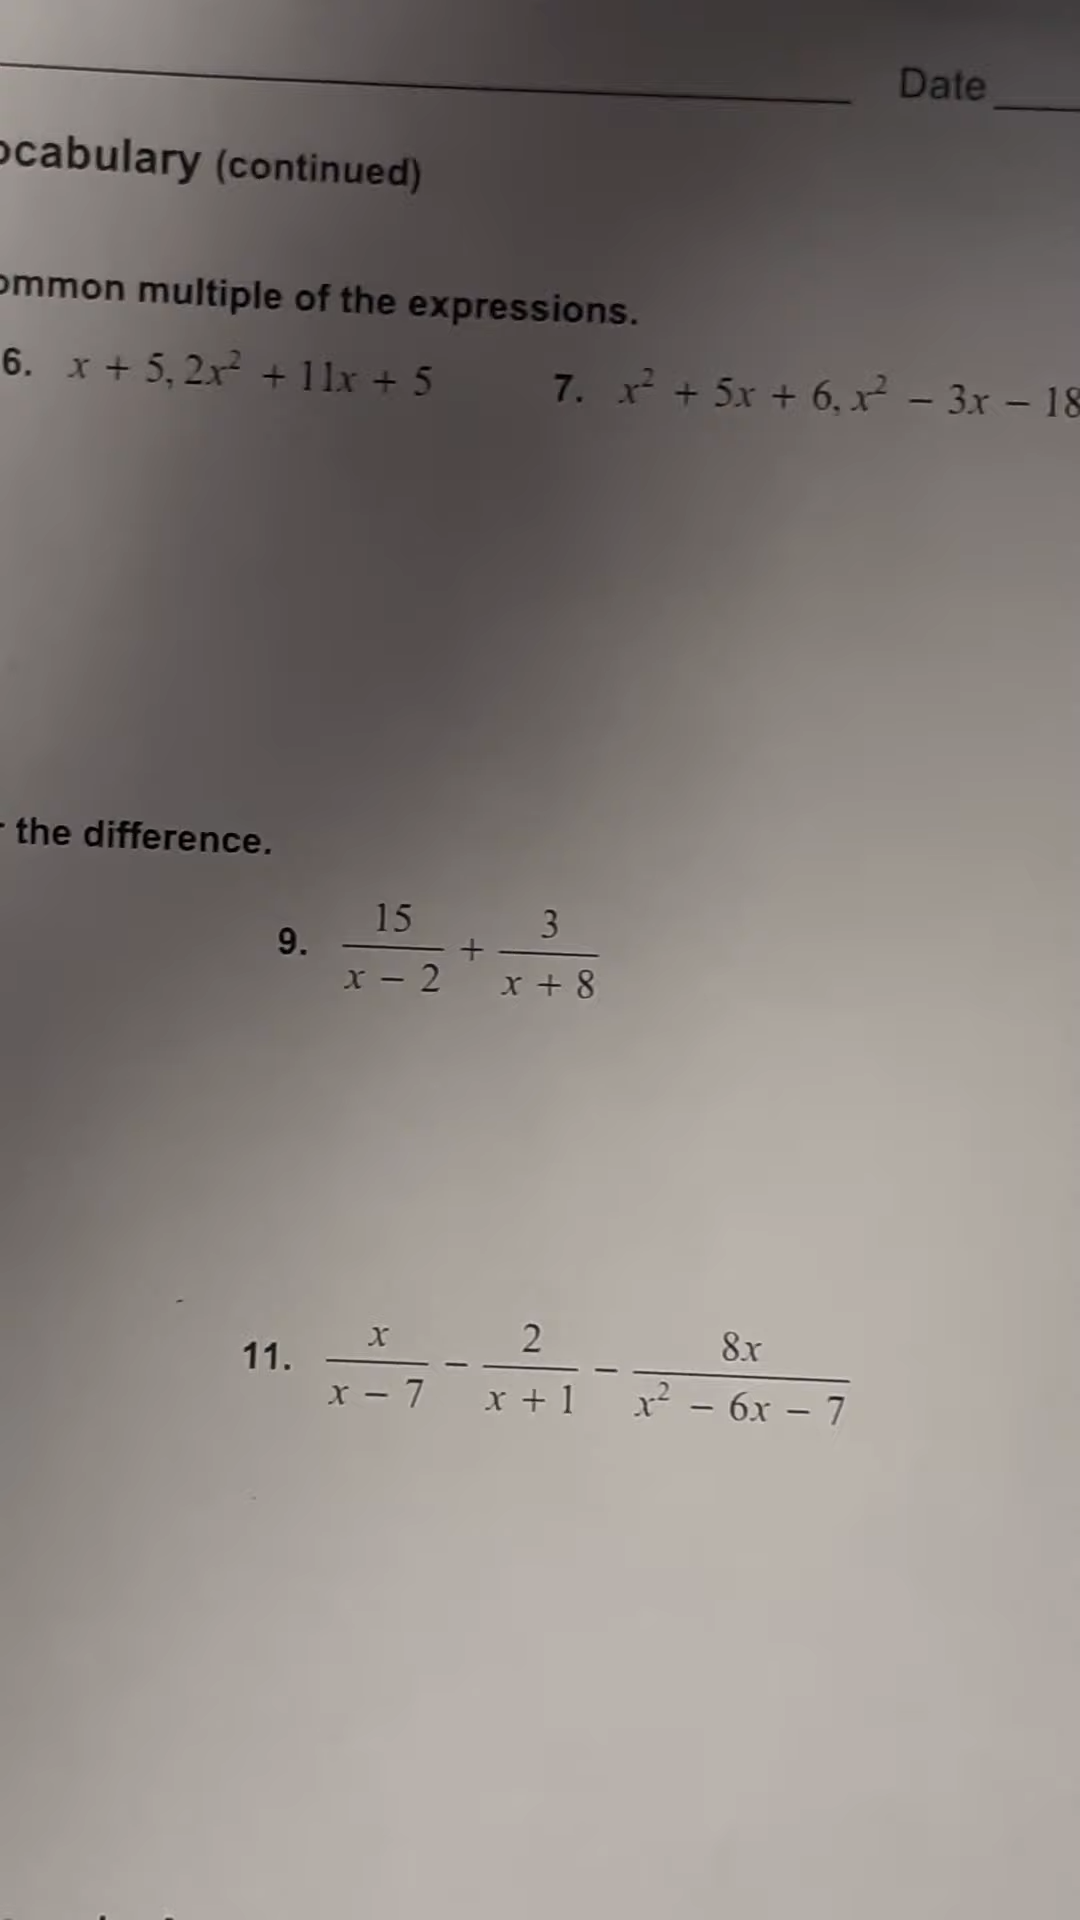 Date
ocabulary (continued)
ommon multiple of the expressions.
6. x + 5, 2x² + 11x + 5
7. x² + 5x + 6, x² − 3x − 18
the difference.
9. 15/(x − 2) + 3/(x + 8)
11. x/(x − 7) − 2/(x + 1) − 8x/(x² − 6x − 7)